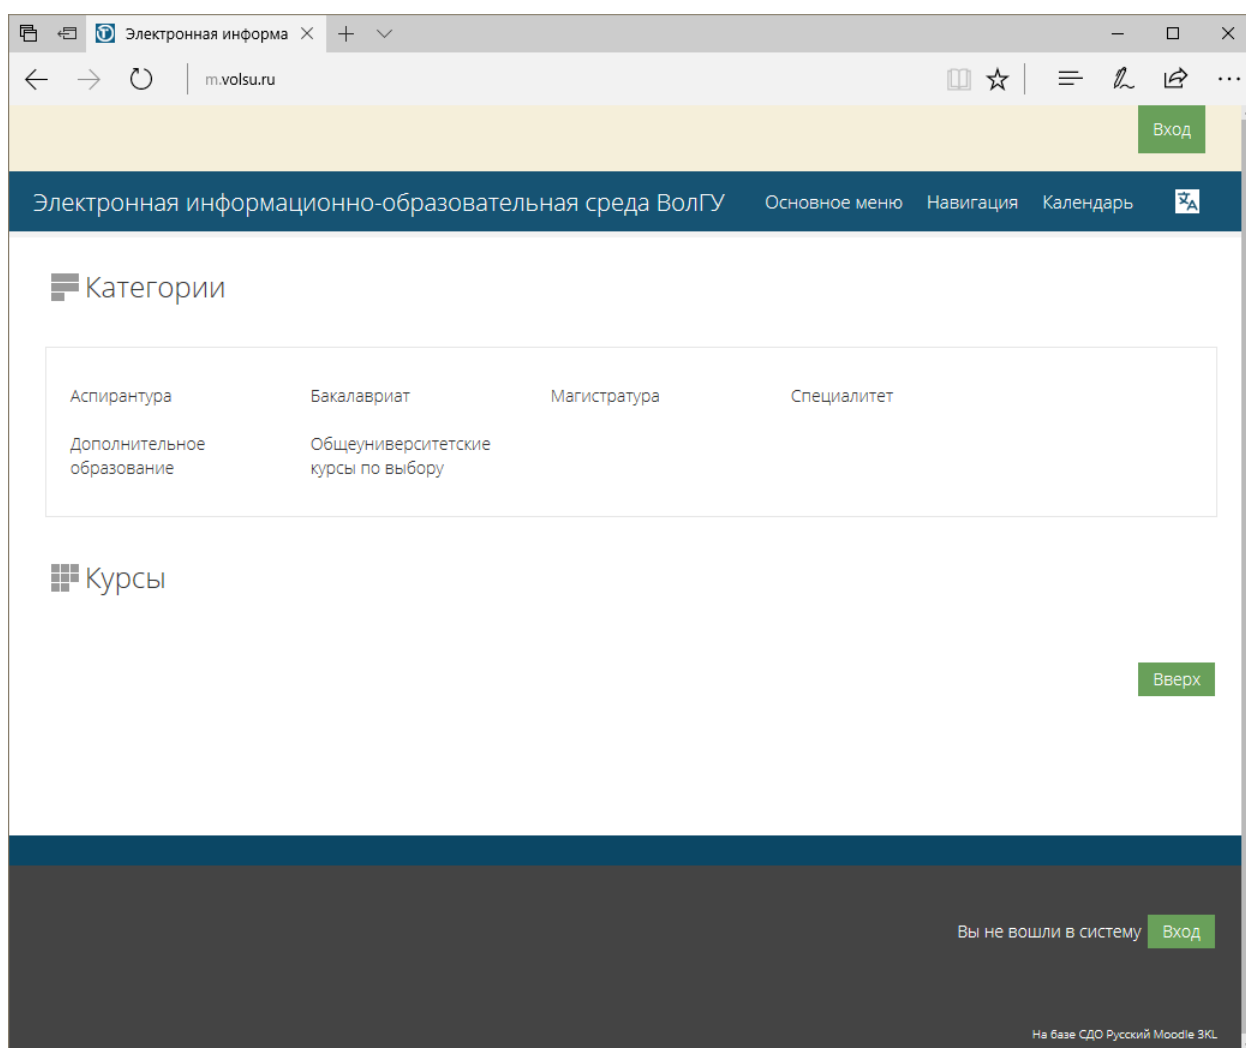 Электронная информа
m.volsu.ru
Вход
Электронная информационно-образовательная среда ВолГУ Основное меню Навигация Календарь
Категории
Аспирантура Бакалавриат Магистратура Специалитет
Дополнительное образование
Общеуниверситетские курсы по выбору
Курсы
Вверх
Вы не вошли в систему Вход
На базе СДО Русский Moodle 3KL